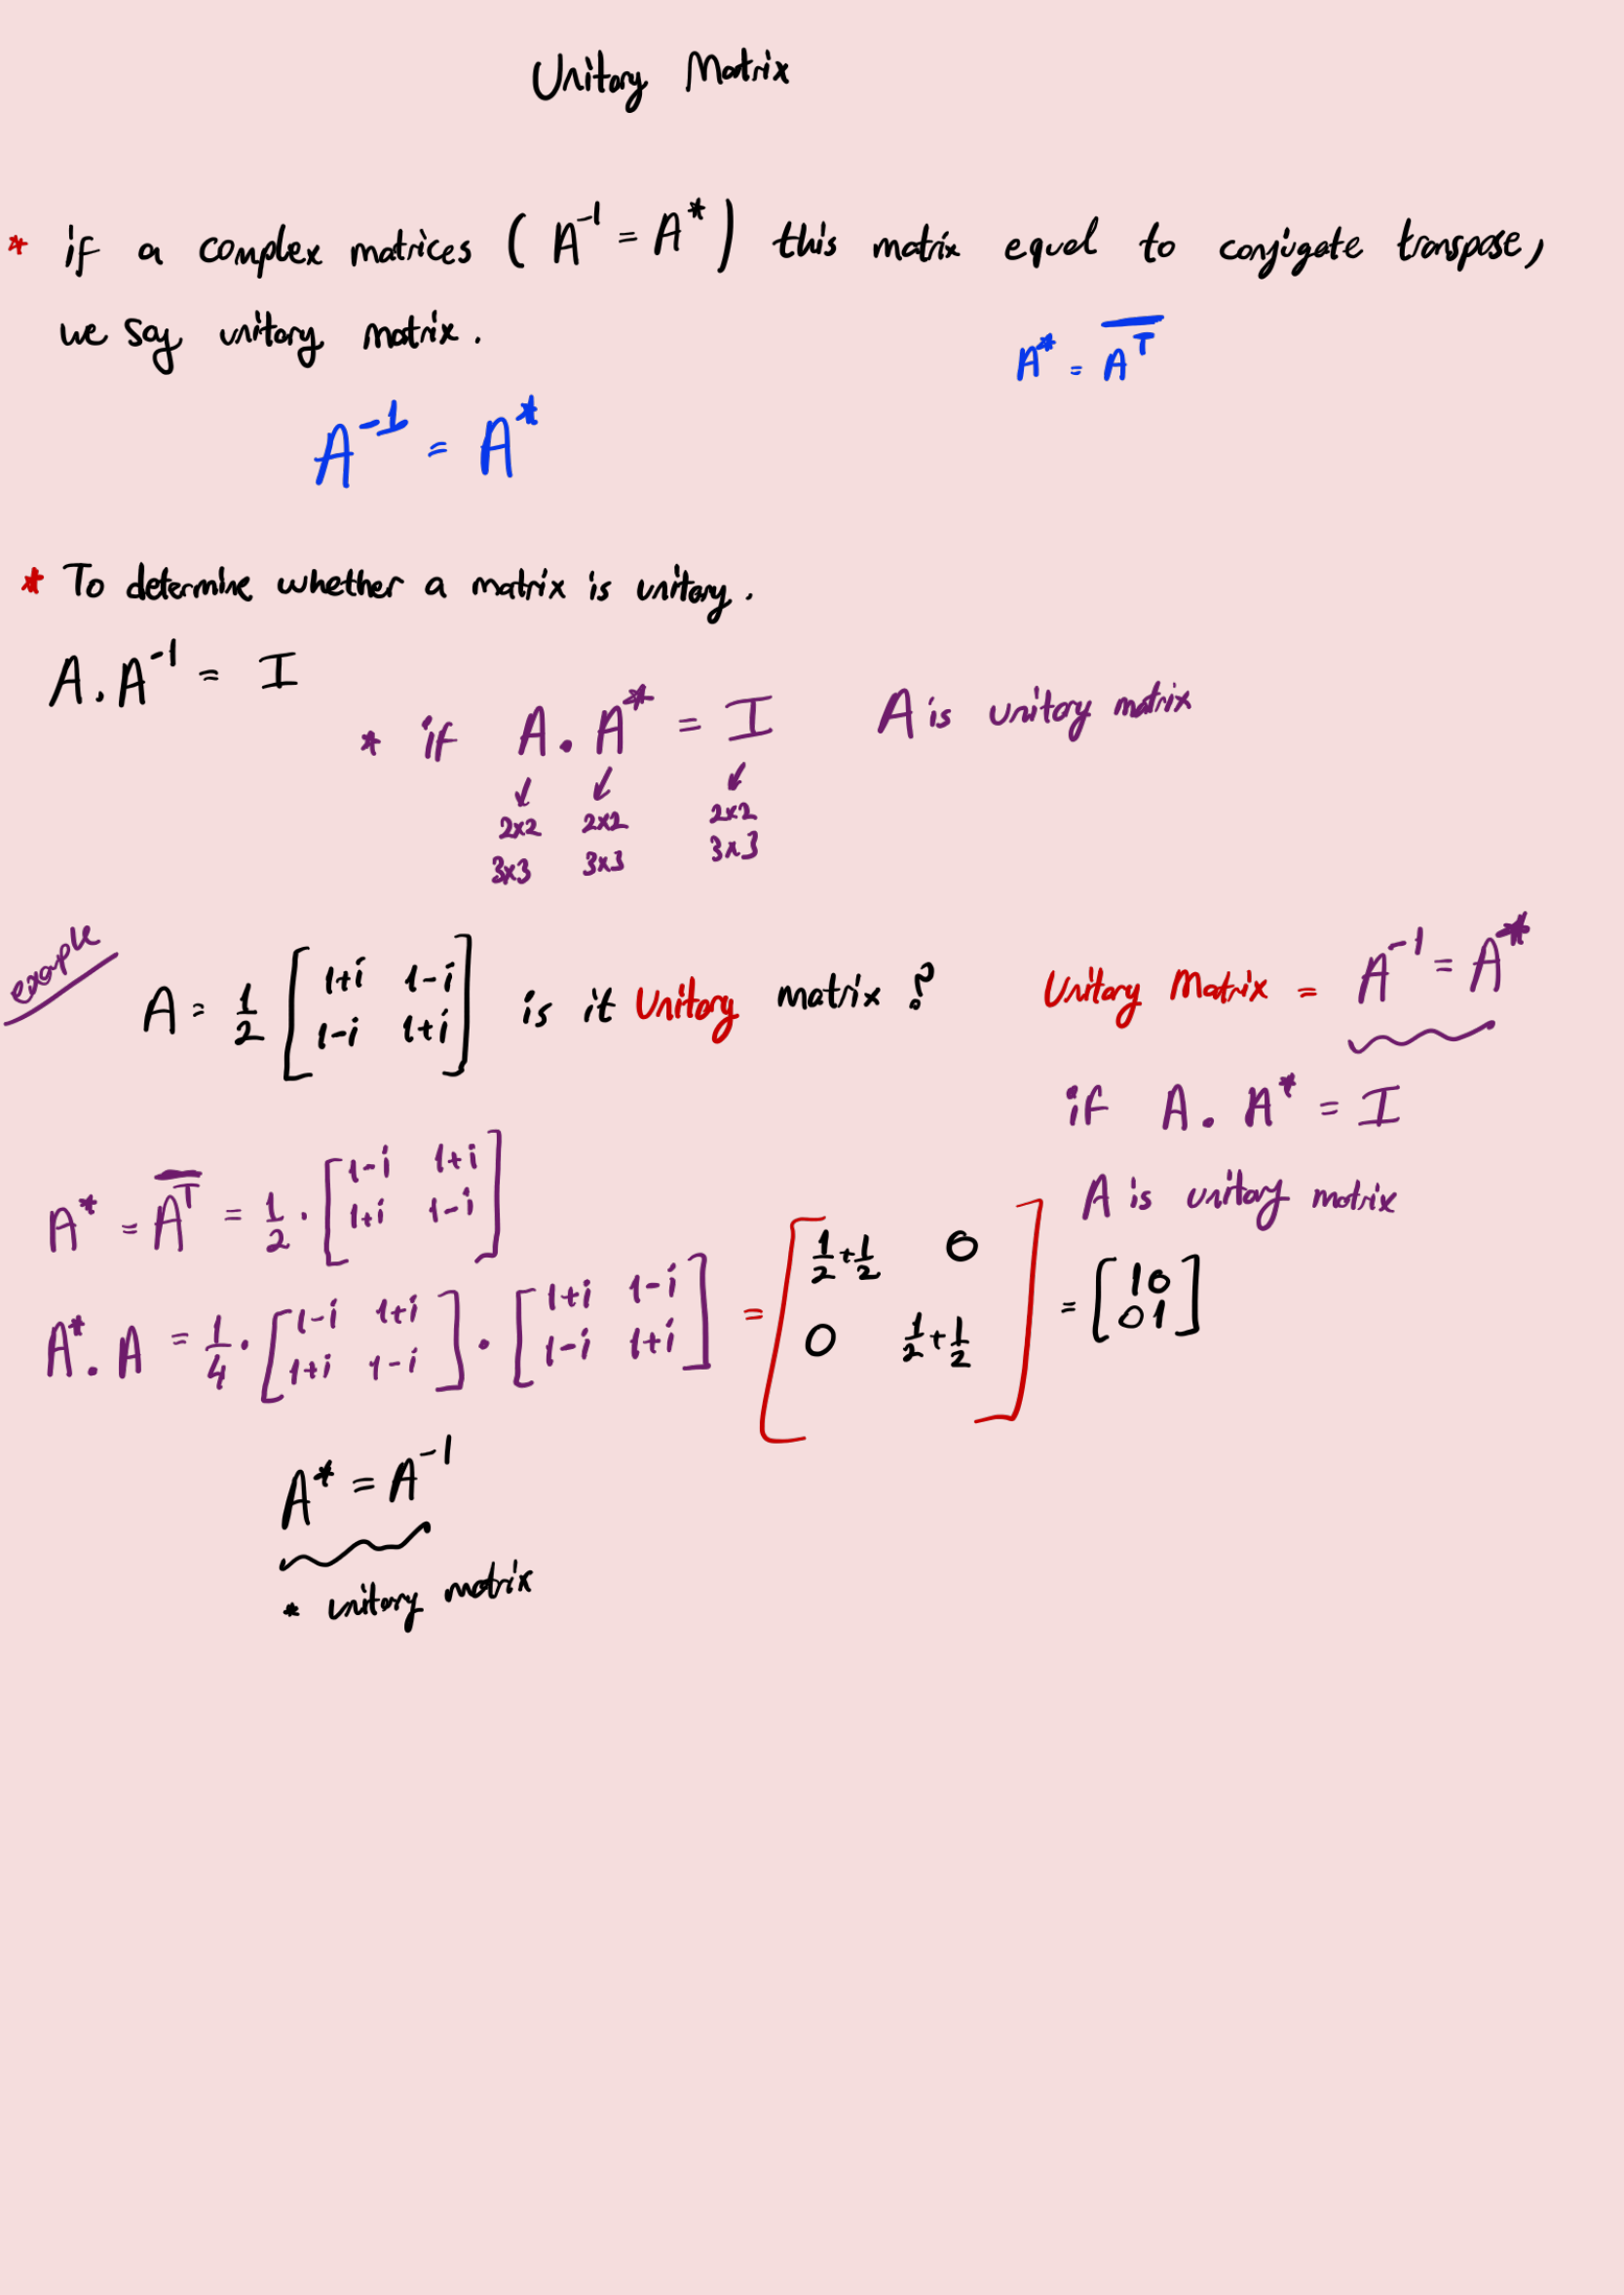 Unitary Matrix
* if a complex matrices ( A⁻¹ = A* ) this matrix equal to conjugate transpose,
we say unitary matrix.
A* = \overline{A^T}
A⁻¹ = A*
* To determine whether a matrix is unitary.
A . A⁻¹ = I
* if A . A* = I A is unitary matrix
2x2 2x2 2x2
3x3 3x3 3x3
example
A = 1/2 [ 1+i 1-i ; 1-i 1+i ] is it Unitary matrix ?
Unitary Matrix = A⁻¹ = A*
if A . A* = I
A is unitary matrix
A* = \overline{A^T} = 1/2 . [ 1-i 1+i ; 1+i 1-i ]
A* . A = 1/4 . [ 1-i 1+i ; 1+i 1-i ] . [ 1+i 1-i ; 1-i 1+i ] = [ 1/2+1/2 0 ; 0 1/2+1/2 ] = [ 1 0 ; 0 1 ]
A* = A⁻¹
* unitary matrix